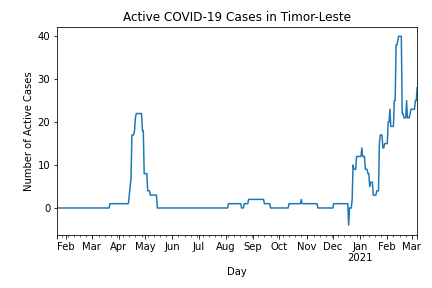 Active COVID-19 Cases in Timor-Leste
40
30
20
10
0
Number of Active Cases
Feb Mar Apr May Jun Jul Aug Sep Oct Nov Dec Jan Feb Mar
2021
Day